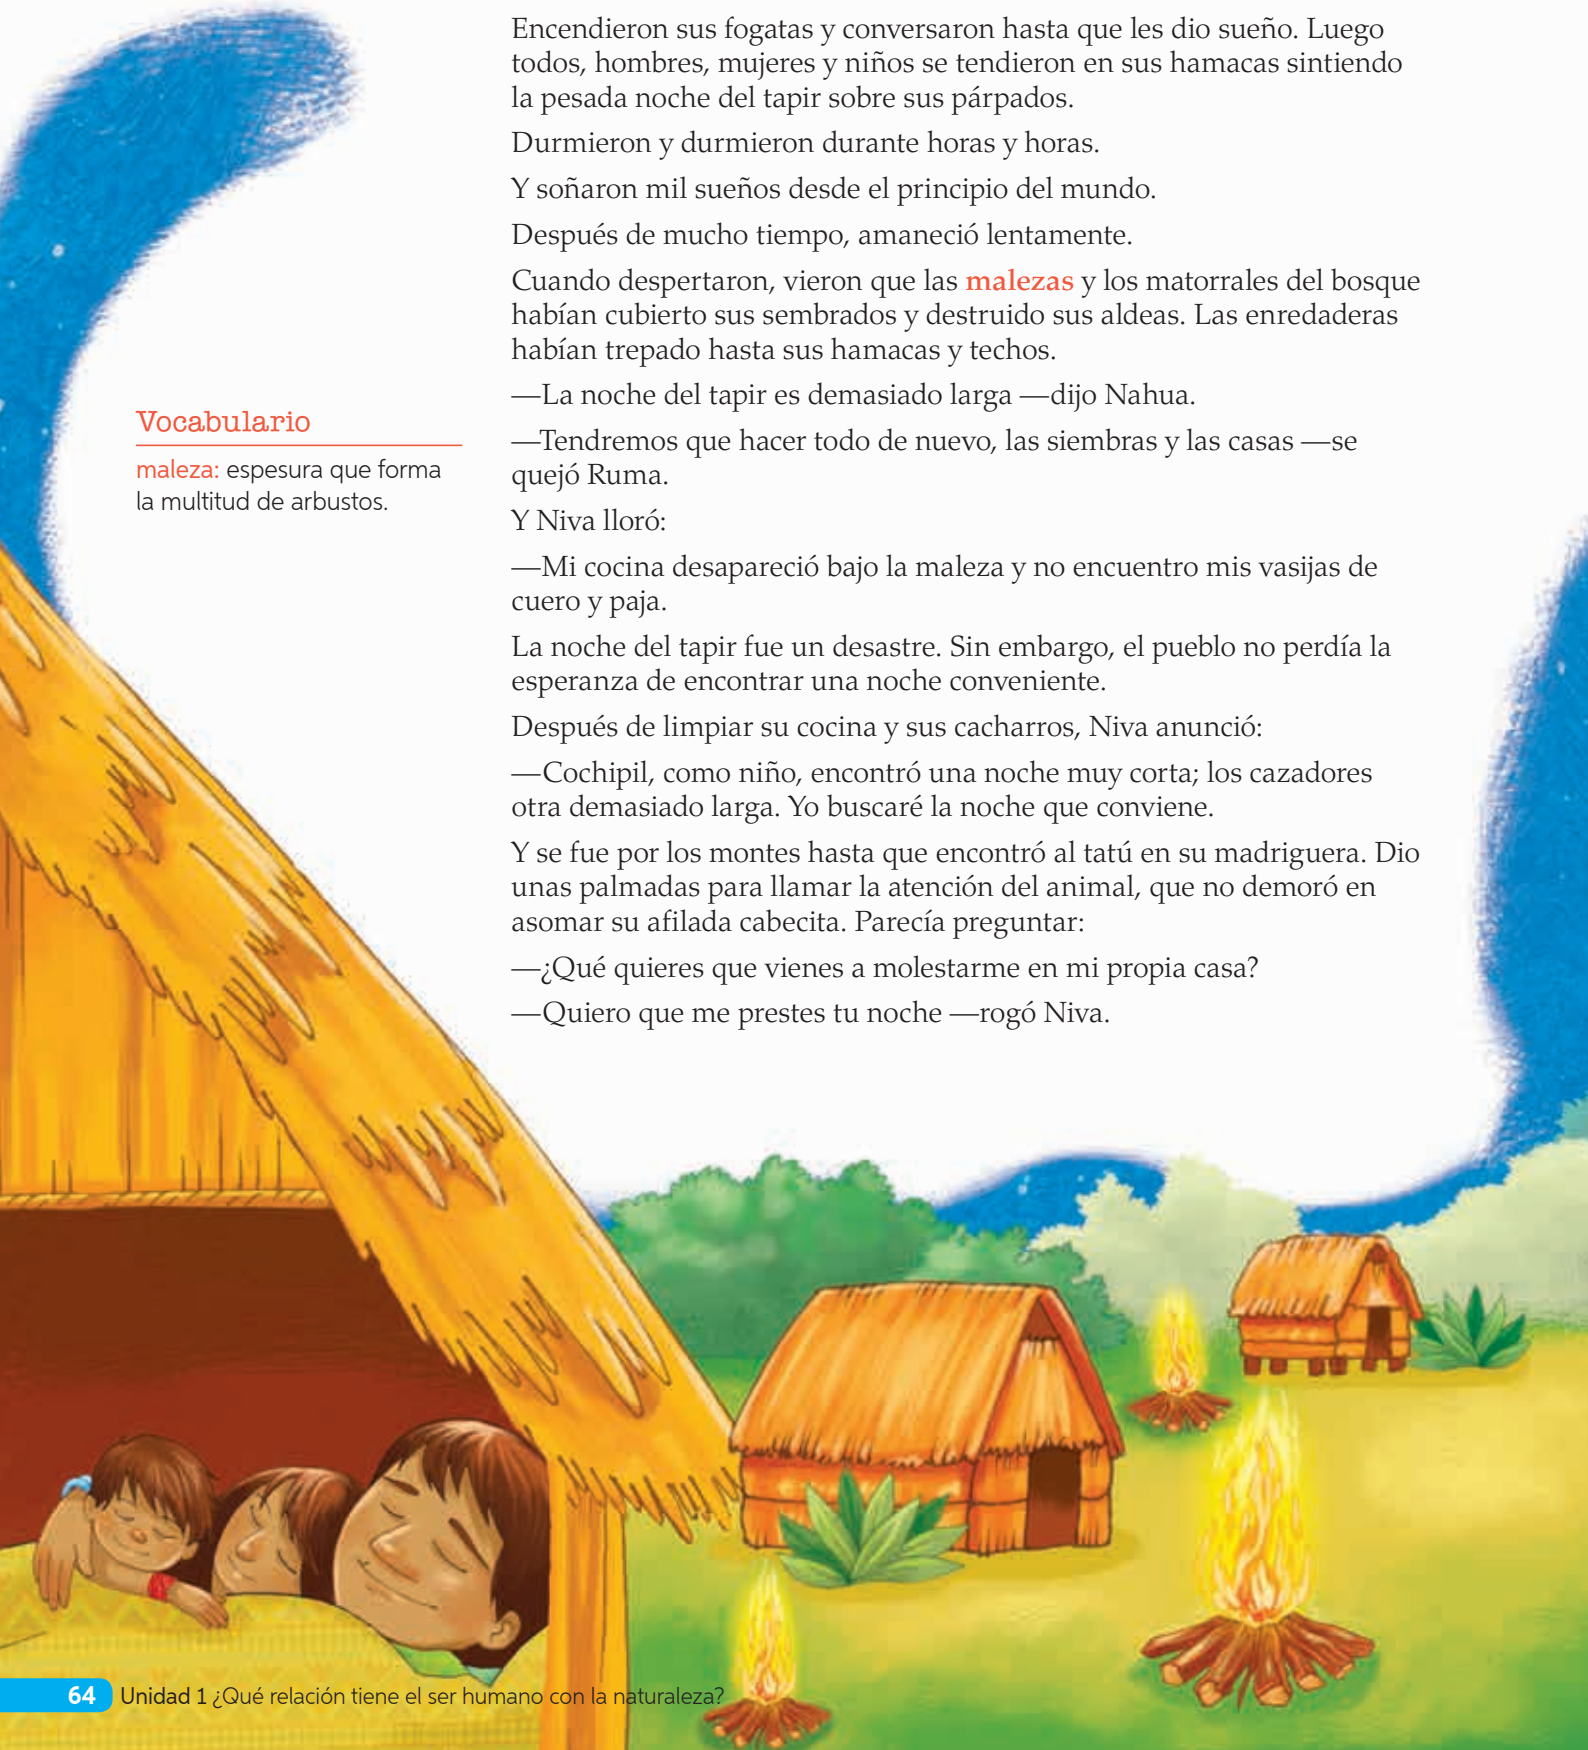 Encendieron sus fogatas y conversaron hasta que les dio sueño. Luego
todos, hombres, mujeres y niños se tendieron en sus hamacas sintiendo
la pesada noche del tapir sobre sus párpados.
Durmieron y durmieron durante horas y horas.
Y soñaron mil sueños desde el principio del mundo.
Después de mucho tiempo, amaneció lentamente.
Cuando despertaron, vieron que las malezas y los matorrales del bosque
habían cubierto sus sembrados y destruido sus aldeas. Las enredaderas
habían trepado hasta sus hamacas y techos.
—La noche del tapir es demasiado larga —dijo Nahua.
—Tendremos que hacer todo de nuevo, las siembras y las casas —se
quejó Ruma.
Y Niva lloró:
—Mi cocina desapareció bajo la maleza y no encuentro mis vasijas de
cuero y paja.
La noche del tapir fue un desastre. Sin embargo, el pueblo no perdía la
esperanza de encontrar una noche conveniente.
Después de limpiar su cocina y sus cacharros, Niva anunció:
—Cochipil, como niño, encontró una noche muy corta; los cazadores
otra demasiado larga. Yo buscaré la noche que conviene.
Y se fue por los montes hasta que encontró al tatú en su madriguera. Dio
unas palmadas para llamar la atención del animal, que no demoró en
asomar su afilada cabecita. Parecía preguntar:
—¿Qué quieres que vienes a molestarme en mi propia casa?
—Quiero que me prestes tu noche —rogó Niva.
Vocabulario
maleza: espesura que forma
la multitud de arbustos.
64 Unidad 1 ¿Qué relación tiene el ser humano con la naturaleza?